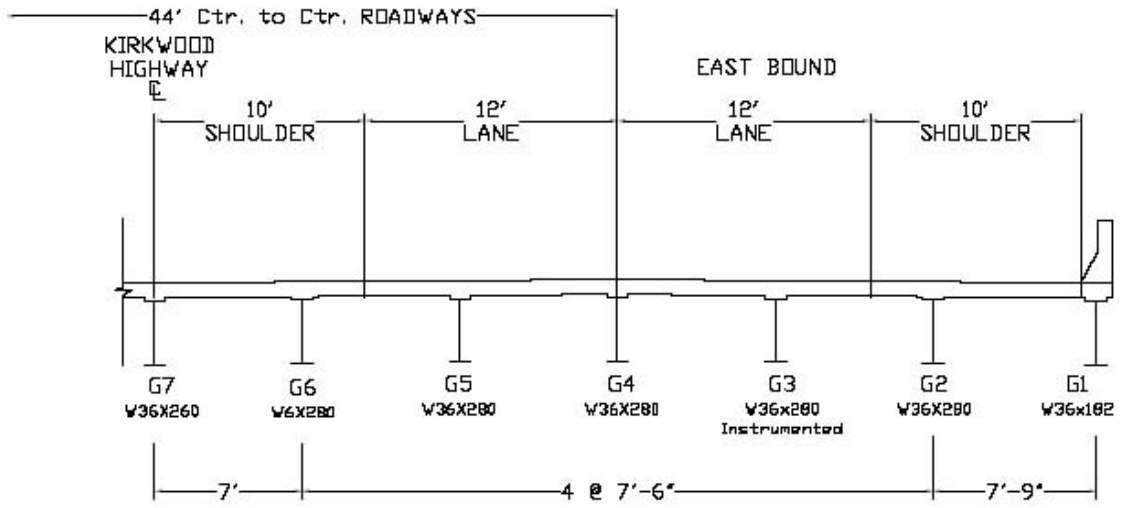 44' Ctr. to Ctr. ROADWAYS
KIRKWOOD
HIGHWAY
CL
EAST BOUND
10'
SHOULDER
12'
LANE
12'
LANE
10'
SHOULDER
G7
W36X260
G6
W6X280
G5
W36X280
G4
W36X280
G3
W36x280
Instrumented
G2
W36X280
G1
W36x182
7'
4 @ 7'-6"
7'-9"